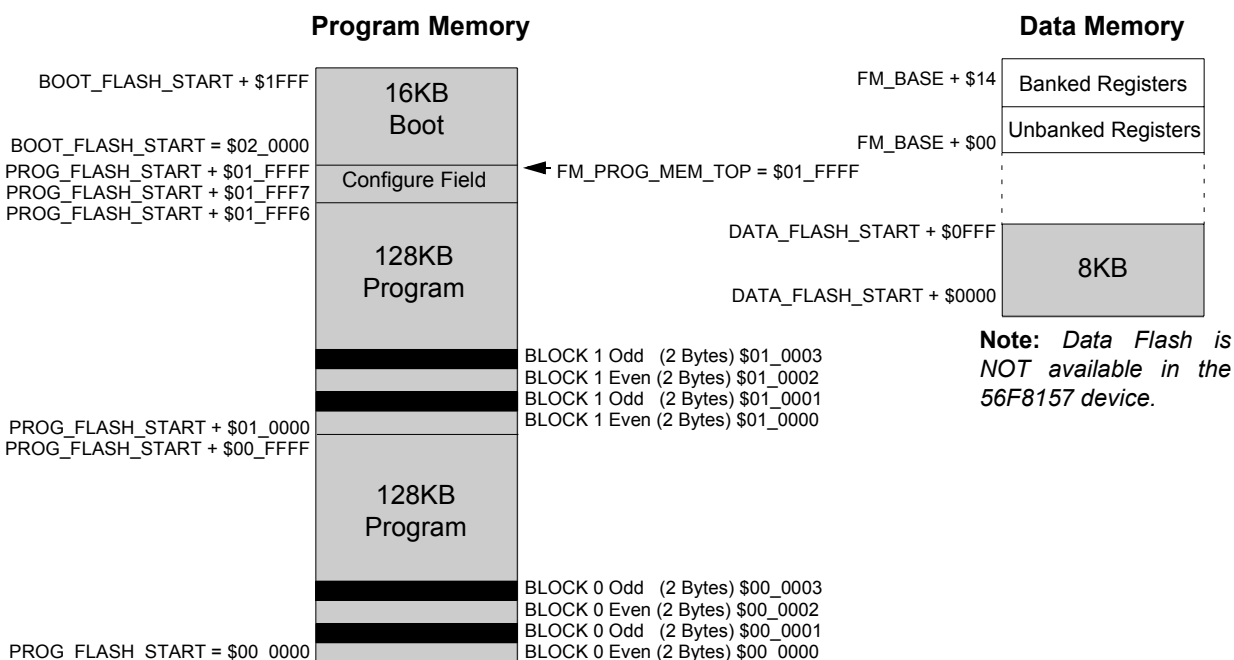 Program Memory
BOOT_FLASH_START + $1FFF
16KB
Boot
BOOT_FLASH_START = $02_0000
PROG_FLASH_START + $01_FFFF
PROG_FLASH_START + $01_FFF7
PROG_FLASH_START + $01_FFF6
Configure Field
FM_PROG_MEM_TOP = $01_FFFF
128KB
Program
BLOCK 1 Odd (2 Bytes) $01_0003
BLOCK 1 Even (2 Bytes) $01_0002
BLOCK 1 Odd (2 Bytes) $01_0001
BLOCK 1 Even (2 Bytes) $01_0000
PROG_FLASH_START + $01_0000
PROG_FLASH_START + $00_FFFF
128KB
Program
BLOCK 0 Odd (2 Bytes) $00_0003
BLOCK 0 Even (2 Bytes) $00_0002
BLOCK 0 Odd (2 Bytes) $00_0001
BLOCK 0 Even (2 Bytes) $00_0000
PROG_FLASH_START = $00_0000
Data Memory
FM_BASE + $14
Banked Registers
Unbanked Registers
FM_BASE + $00
DATA_FLASH_START + $0FFF
8KB
DATA_FLASH_START + $0000
Note: Data Flash is
NOT available in the
56F8157 device.